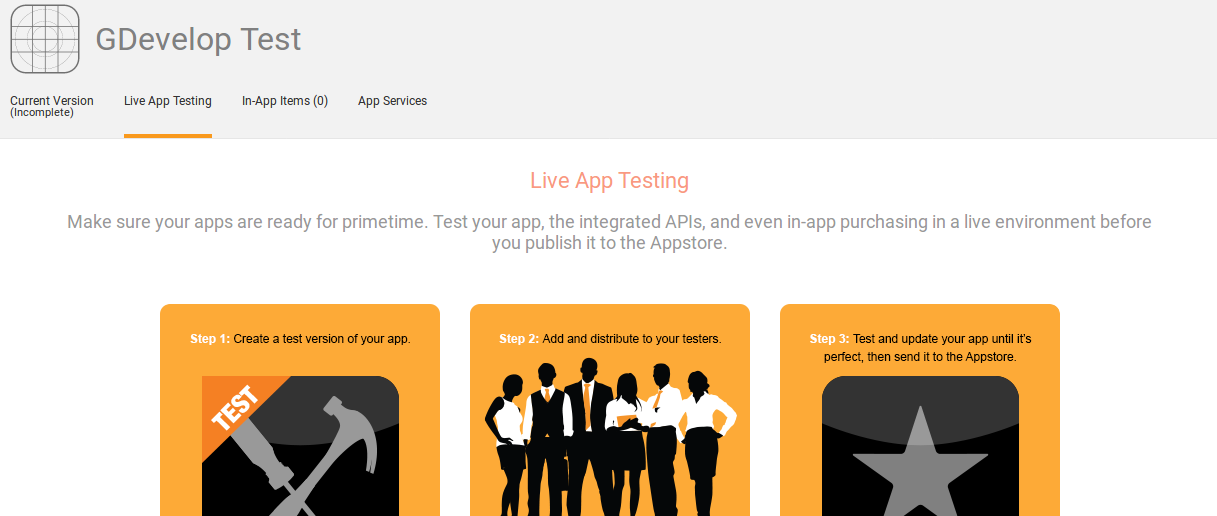 GDevelop Test
Current Version
(Incomplete)
Live App Testing
In-App Items (0)
App Services
Live App Testing
Make sure your apps are ready for primetime. Test your app, the integrated APIs, and even in-app purchasing in a live environment before
you publish it to the Appstore.
Step 1: Create a test version of your app.
TEST
Step 2: Add and distribute to your testers.
Step 3: Test and update your app until it's
perfect, then send it to the Appstore.